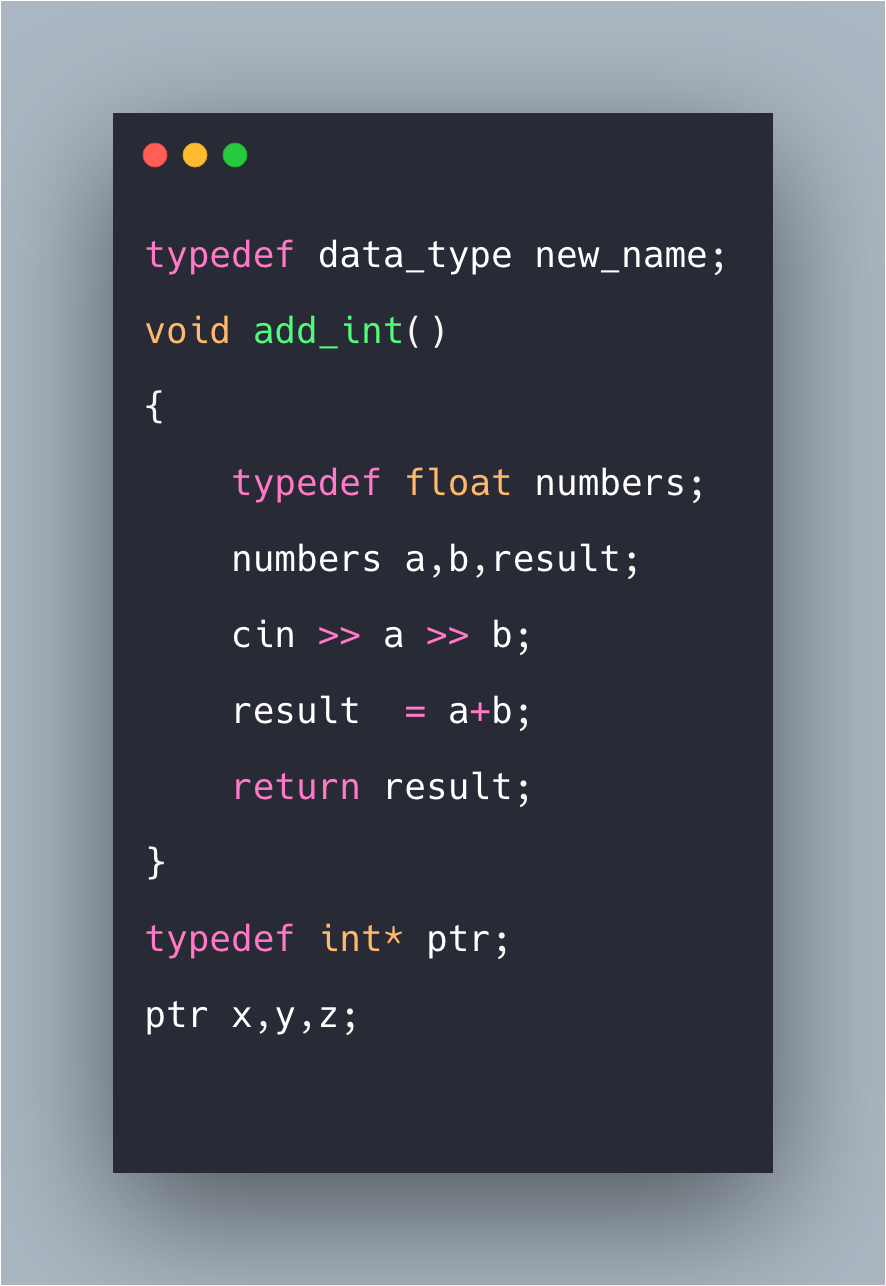 typedef data_type new_name;
void add_int()
{
    typedef float numbers;
    numbers a,b,result;
    cin >> a >> b;
    result  = a+b;
    return result;
}
typedef int* ptr;
ptr x,y,z;